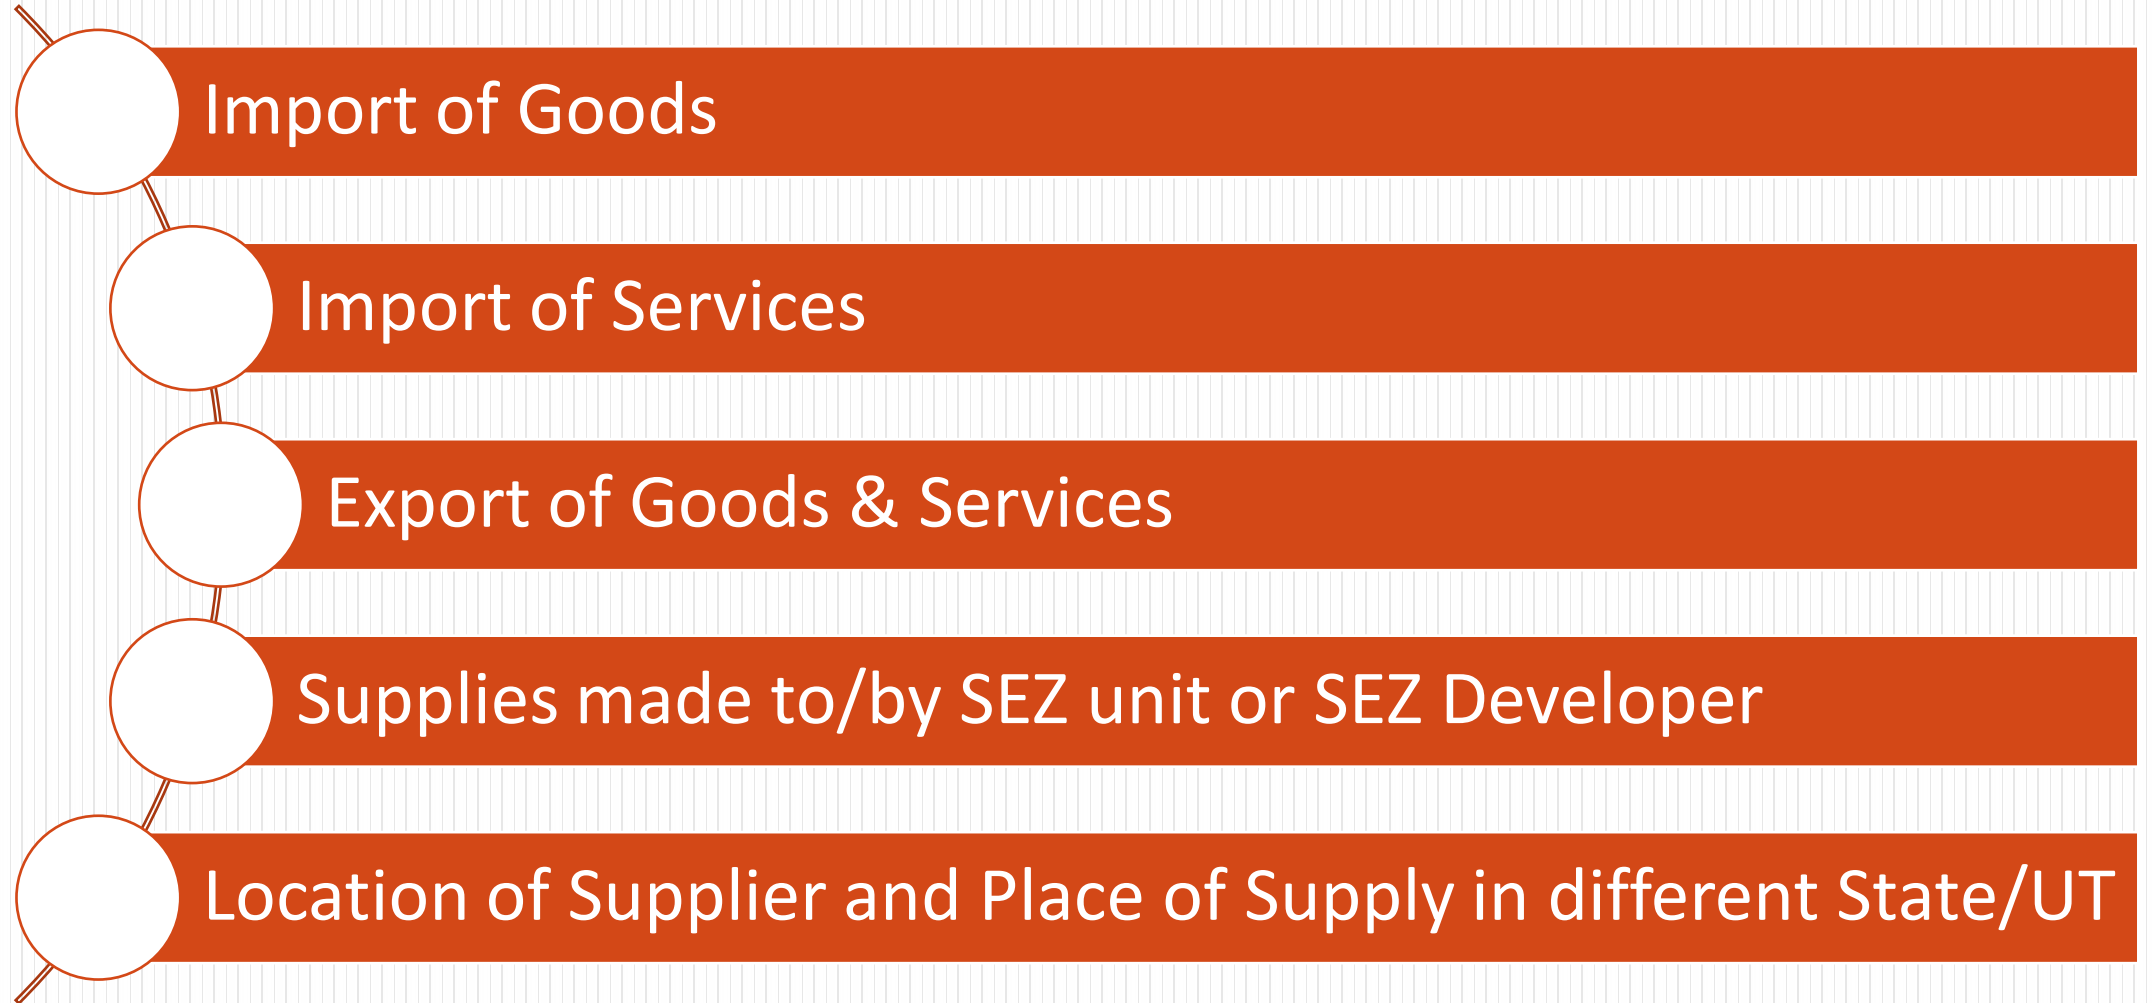 Import of Goods
Import of Services
Export of Goods & Services
Supplies made to/by SEZ unit or SEZ Developer
Location of Supplier and Place of Supply in different State/UT